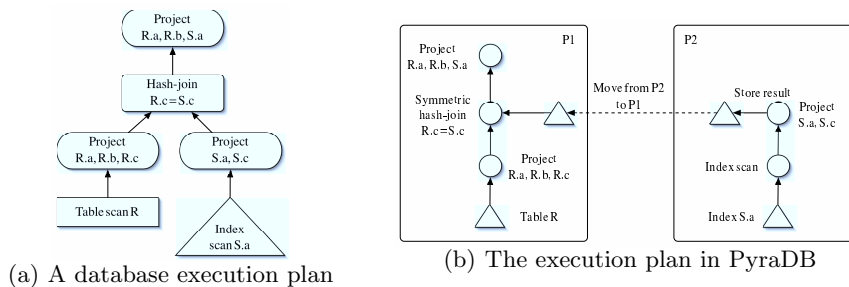 Project
R.a, R.b, S.a
Hash-join
R.c = S.c
Project
R.a, R.b, R.c
Project
S.a, S.c
Table scan R
Index
scan S.a
(a) A database execution plan
P1
Project
R.a, R.b, S.a
Symmetric
hash-join
R.c = S.c
Project
R.a, R.b, R.c
Table R
Move from P2
to P1
P2
Store result
Project
S.a, S.c
Index scan
Index S.a
(b) The execution plan in PyraDB